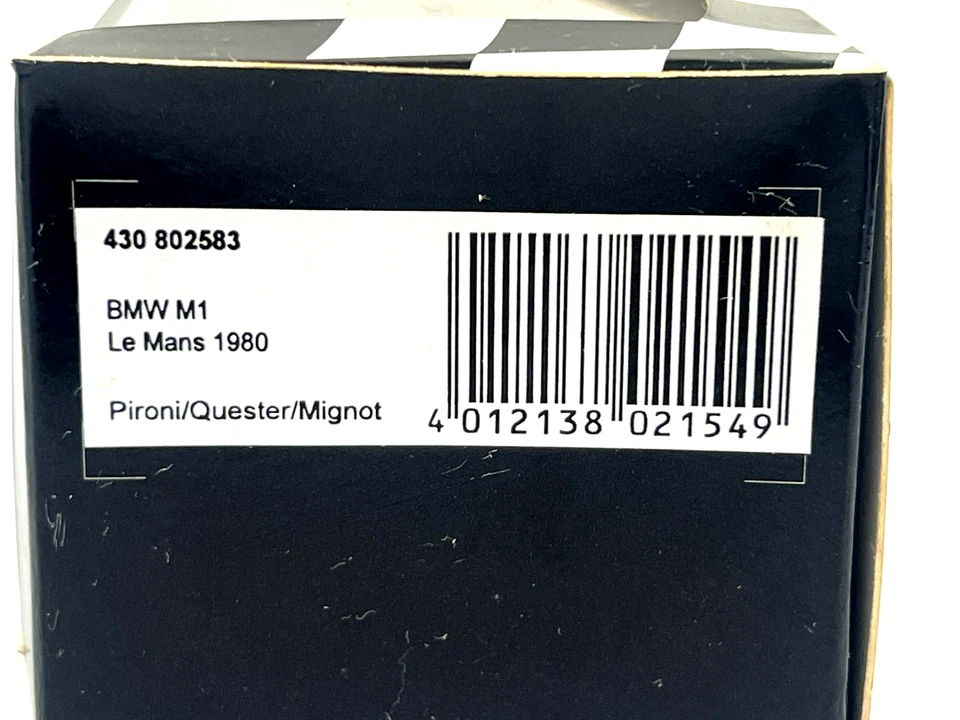 430 802583
BMW M1
Le Mans 1980
Pironi/Quester/Mignot
4 012138 021549